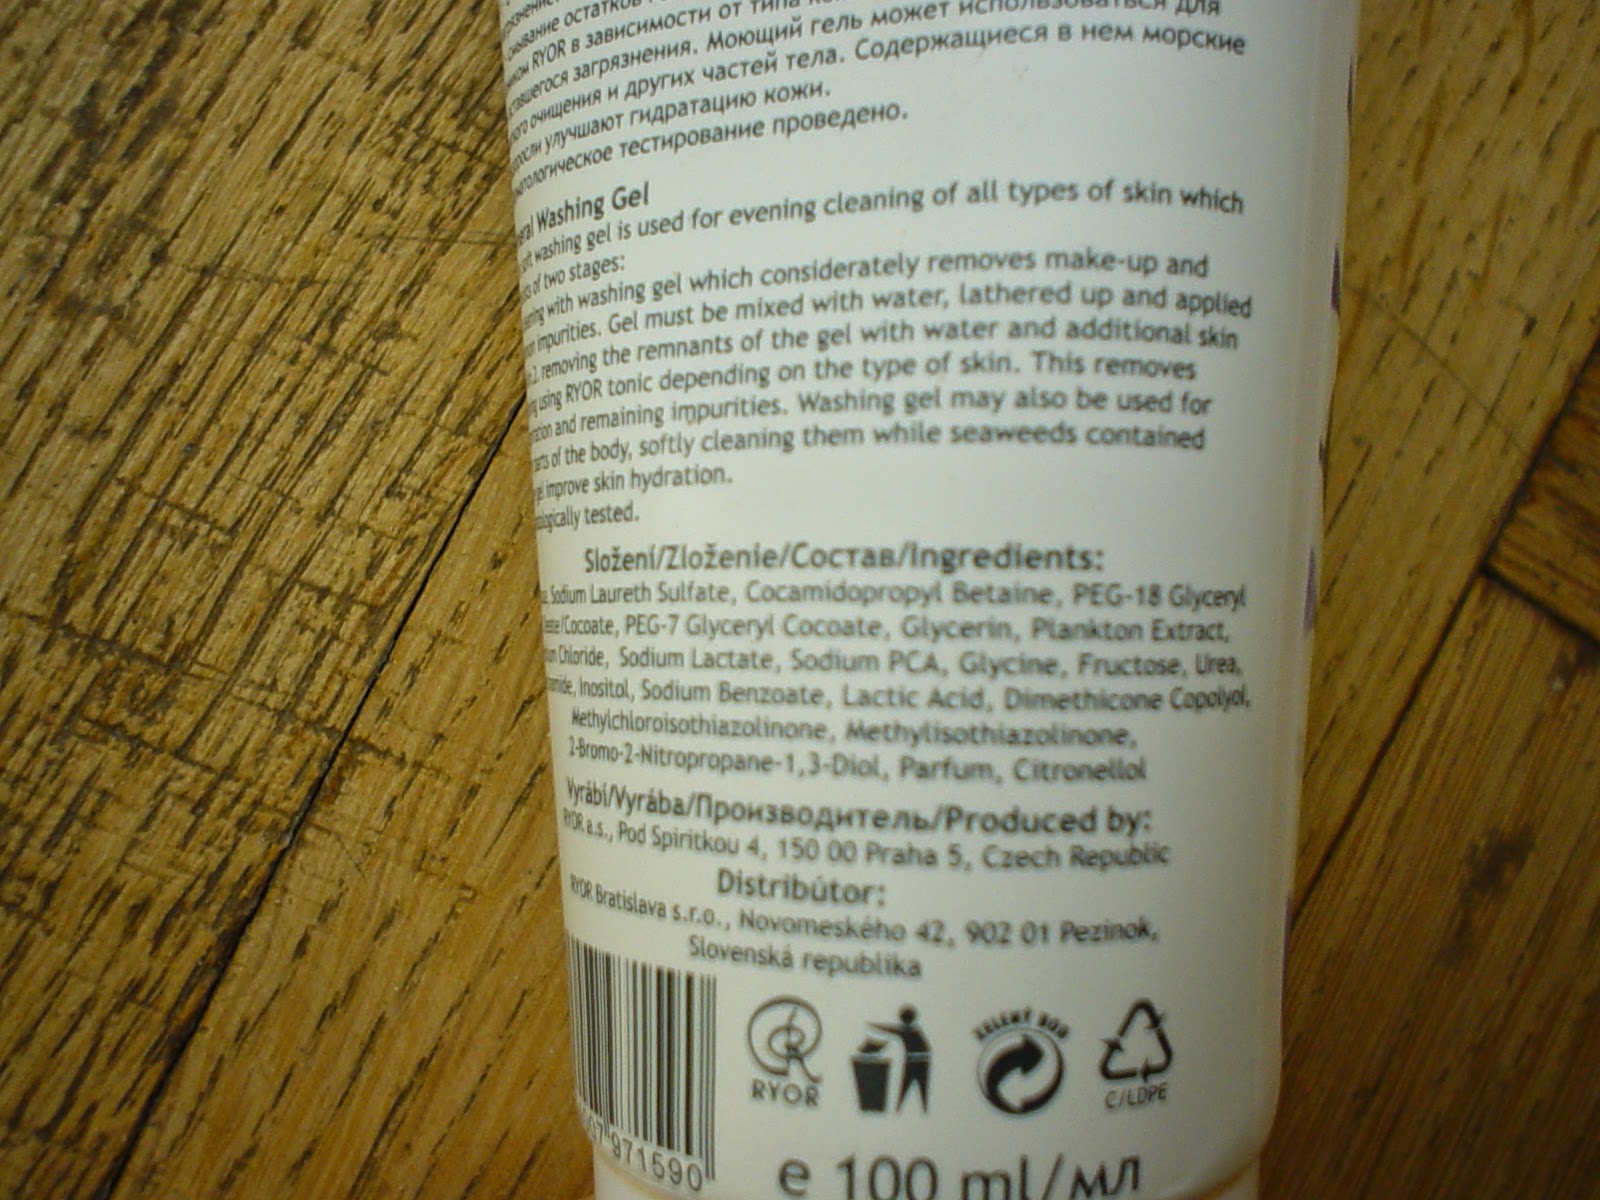 смывание остатков
RYOR в зависимости от типа
загрязнения. Моющий гель может использоваться для
очищения и других частей тела. Содержащиеся в нем морские
улучшают гидратацию кожи.
тестирование проведено.
Washing Gel
washing gel is used for evening cleaning of all types of skin which
of two stages:
with washing gel which considerately removes make-up and
impurities. Gel must be mixed with water, lathered up and applied
2. removing the remnants of the gel with water and additional skin
using RYOR tonic depending on the type of skin. This removes
and remaining impurities. Washing gel may also be used for
of the body, softly cleaning them while seaweeds contained
gel improve skin hydration.
tested.
Složení/Zloženie/Состав/Ingredients:
Sodium Laureth Sulfate, Cocamidopropyl Betaine, PEG-18 Glyceryl
/Cocoate, PEG-7 Glyceryl Cocoate, Glycerin, Plankton Extract,
Chloride, Sodium Lactate, Sodium PCA, Glycine, Fructose, Urea,
Inositol, Sodium Benzoate, Lactic Acid, Dimethicone Copolyol,
Methylchloroisothiazolinone, Methylisothiazolinone,
2-Bromo-2-Nitropropane-1,3-Diol, Parfum, Citronellol
Vyrábí/Vyrába/Производитель/Produced by:
RYOR a.s., Pod Spiritkou 4, 150 00 Praha 5, Czech Republic
Distribútor:
RYOR Bratislava s.r.o., Novomeského 42, 902 01 Pezinok,
Slovenská republika
RYOR
ZELENÝ BOD
C/LDPE
971590
e 100 ml/мл